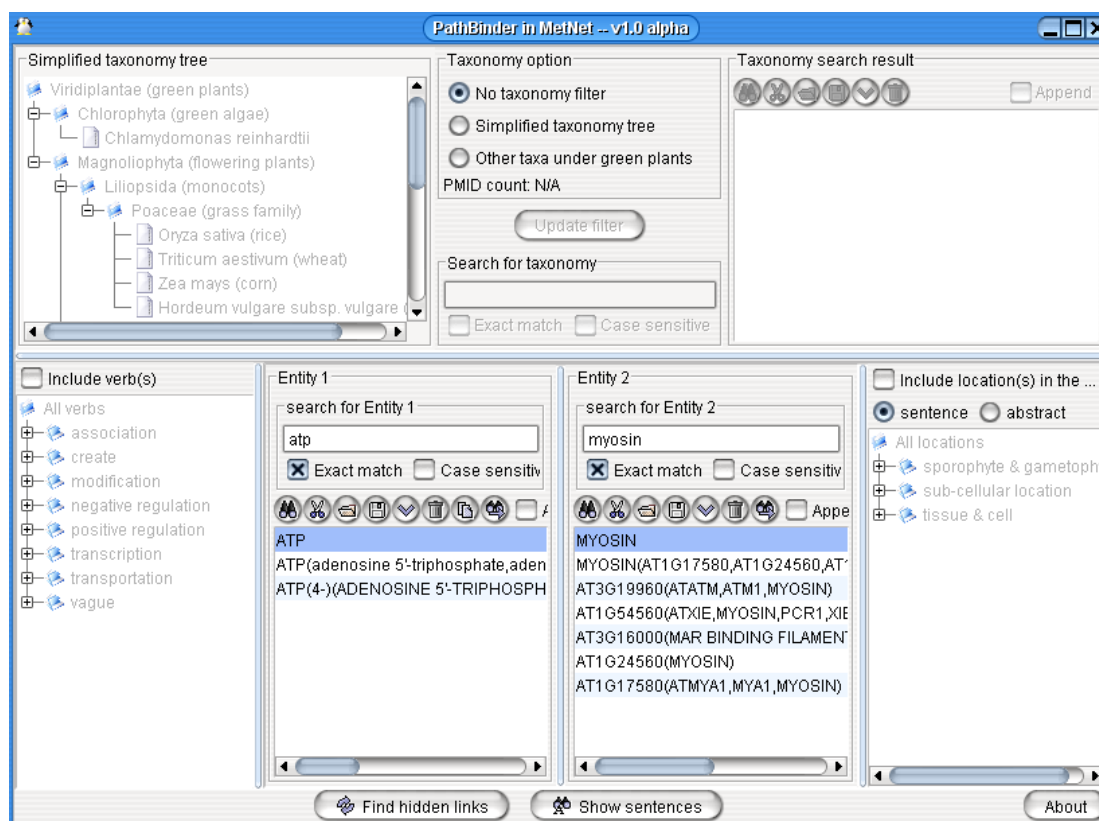 PathBinder in MetNet -- v1.0 alpha
Simplified taxonomy tree
Viridiplantae (green plants)
Chlorophyta (green algae)
Chlamydomonas reinhardtii
Magnoliophyta (flowering plants)
Liliopsida (monocots)
Poaceae (grass family)
Oryza sativa (rice)
Triticum aestivum (wheat)
Zea mays (corn)
Hordeum vulgare subsp. vulgare (
Taxonomy option
No taxonomy filter
Simplified taxonomy tree
Other taxa under green plants
PMID count: N/A
Update filter
Search for taxonomy
Exact match Case sensitive
Taxonomy search result
Append
Include verb(s)
All verbs
association
create
modification
negative regulation
positive regulation
transcription
transportation
vague
Entity 1
search for Entity 1
atp
Exact match Case sensitiv
ATP
ATP(adenosine 5'-triphosphate,aden
ATP(4-)(ADENOSINE 5'-TRIPHOSPH
Entity 2
search for Entity 2
myosin
Exact match Case sensitiv
Appe
MYOSIN
MYOSIN(AT1G17580,AT1G24560,AT
AT3G19960(ATATM,ATM1,MYOSIN)
AT1G54560(ATXIE,MYOSIN,PCR1,XIE
AT3G16000(MAR BINDING FILAMEN
AT1G24560(MYOSIN)
AT1G17580(ATMYA1,MYA1,MYOSIN)
Include location(s) in the ...
sentence abstract
All locations
sporophyte & gametoph
sub-cellular location
tissue & cell
Find hidden links
Show sentences
About